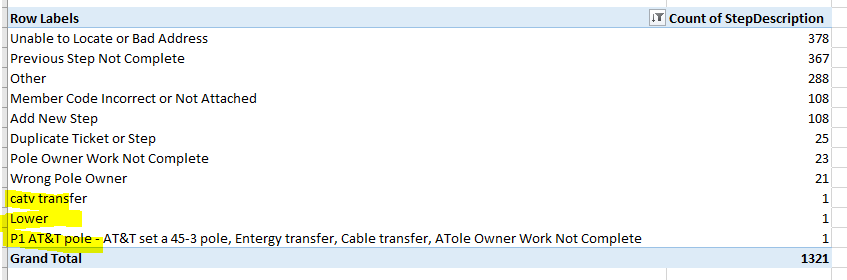 Row Labels Count of StepDescription
Unable to Locate or Bad Address 378
Previous Step Not Complete 367
Other 288
Member Code Incorrect or Not Attached 108
Add New Step 108
Duplicate Ticket or Step 25
Pole Owner Work Not Complete 23
Wrong Pole Owner 21
catv transfer 1
Lower 1
P1 AT&T pole - AT&T set a 45-3 pole, Entergy transfer, Cable transfer, ATole Owner Work Not Complete 1
Grand Total 1321